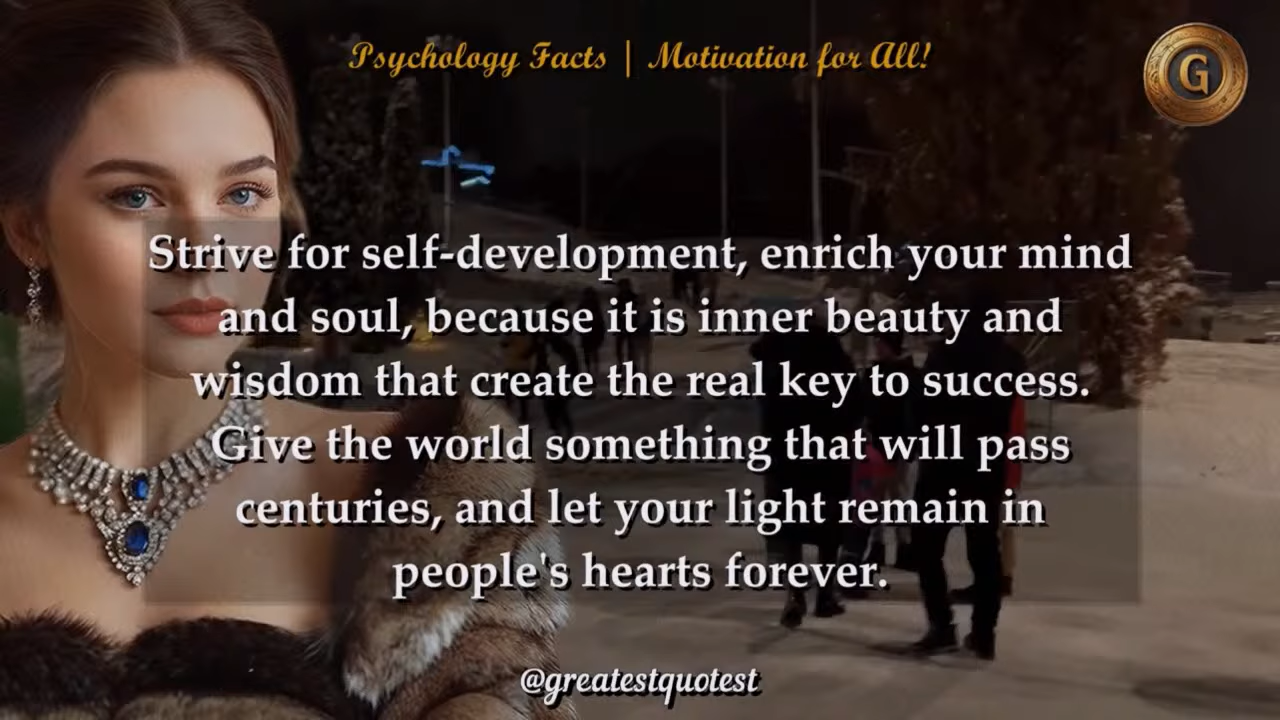 Psychology Facts | Motivation for All!
G
Strive for self-development, enrich your mind
and soul, because it is inner beauty and
wisdom that create the real key to success.
Give the world something that will pass
centuries, and let your light remain in
people's hearts forever.
@greatestquotest